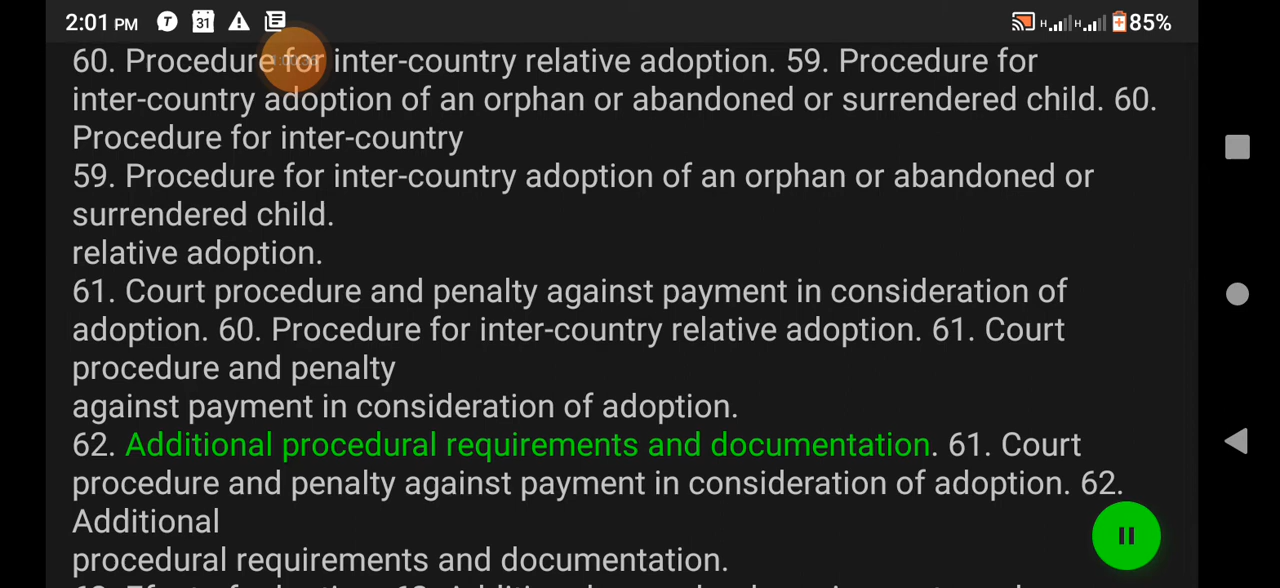 2:01 PM T 31 85%
60. Procedure for inter-country relative adoption. 59. Procedure for
inter-country adoption of an orphan or abandoned or surrendered child. 60.
Procedure for inter-country
59. Procedure for inter-country adoption of an orphan or abandoned or
surrendered child.
relative adoption.
61. Court procedure and penalty against payment in consideration of
adoption. 60. Procedure for inter-country relative adoption. 61. Court
procedure and penalty
against payment in consideration of adoption.
62. Additional procedural requirements and documentation. 61. Court
procedure and penalty against payment in consideration of adoption. 62.
Additional
procedural requirements and documentation.